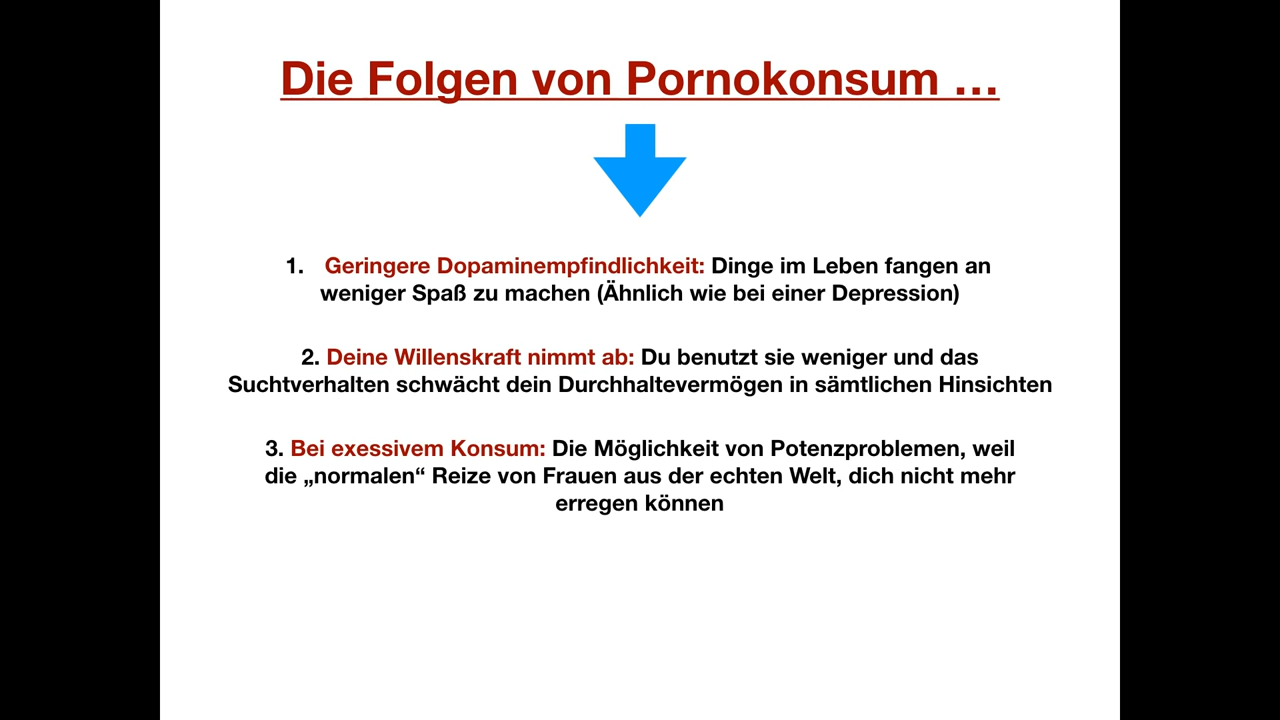 Die Folgen von Pornokonsum …
1. Geringere Dopaminempfindlichkeit: Dinge im Leben fangen an
weniger Spaß zu machen (Ähnlich wie bei einer Depression)
2. Deine Willenskraft nimmt ab: Du benutzt sie weniger und das
Suchtverhalten schwächt dein Durchhaltevermögen in sämtlichen Hinsichten
3. Bei exessivem Konsum: Die Möglichkeit von Potenzproblemen, weil
die „normalen“ Reize von Frauen aus der echten Welt, dich nicht mehr
erregen können